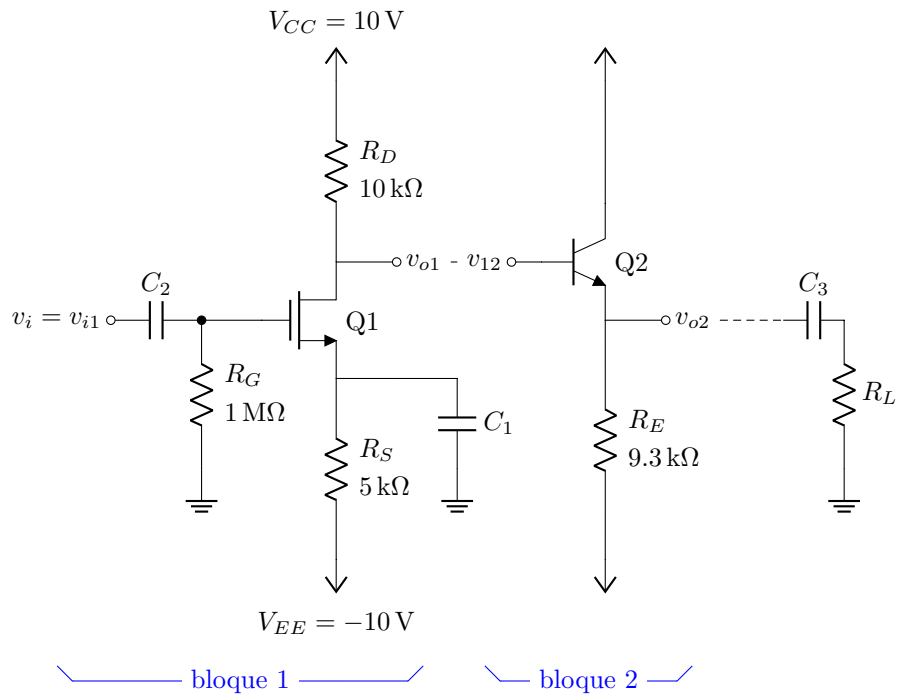 V_CC = 10 V
R_D
10 kΩ
v_o1 - v_12
Q2
C_2
C_3
v_i = v_i1
Q1
v_o2
R_G
1 MΩ
R_L
C_1
R_E
9.3 kΩ
R_S
5 kΩ
V_EE = −10 V
bloque 1
bloque 2